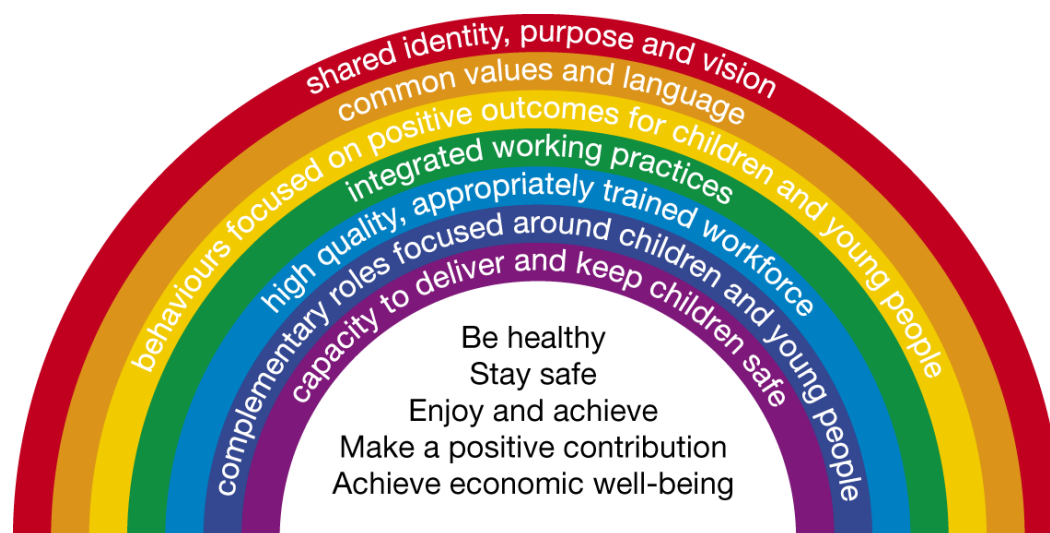 shared identity, purpose and vision
common values and language
behaviours focused on positive outcomes for children and young people
integrated working practices
high quality, appropriately trained workforce
complementary roles focused around children and young people
capacity to deliver and keep children safe
Be healthy
Stay safe
Enjoy and achieve
Make a positive contribution
Achieve economic well-being